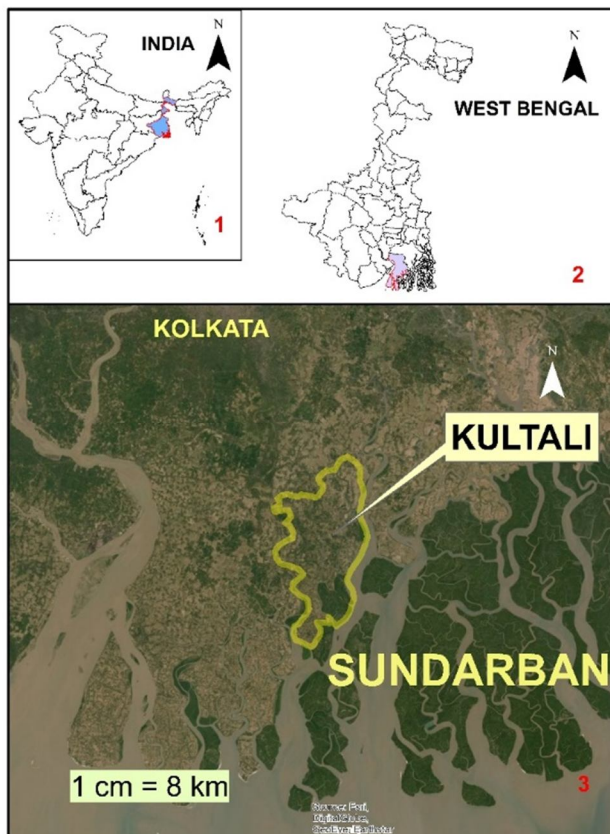 N
INDIA
1
N
WEST BENGAL
2
KOLKATA
N
KULTALI
SUNDARBAN
1 cm = 8 km
3